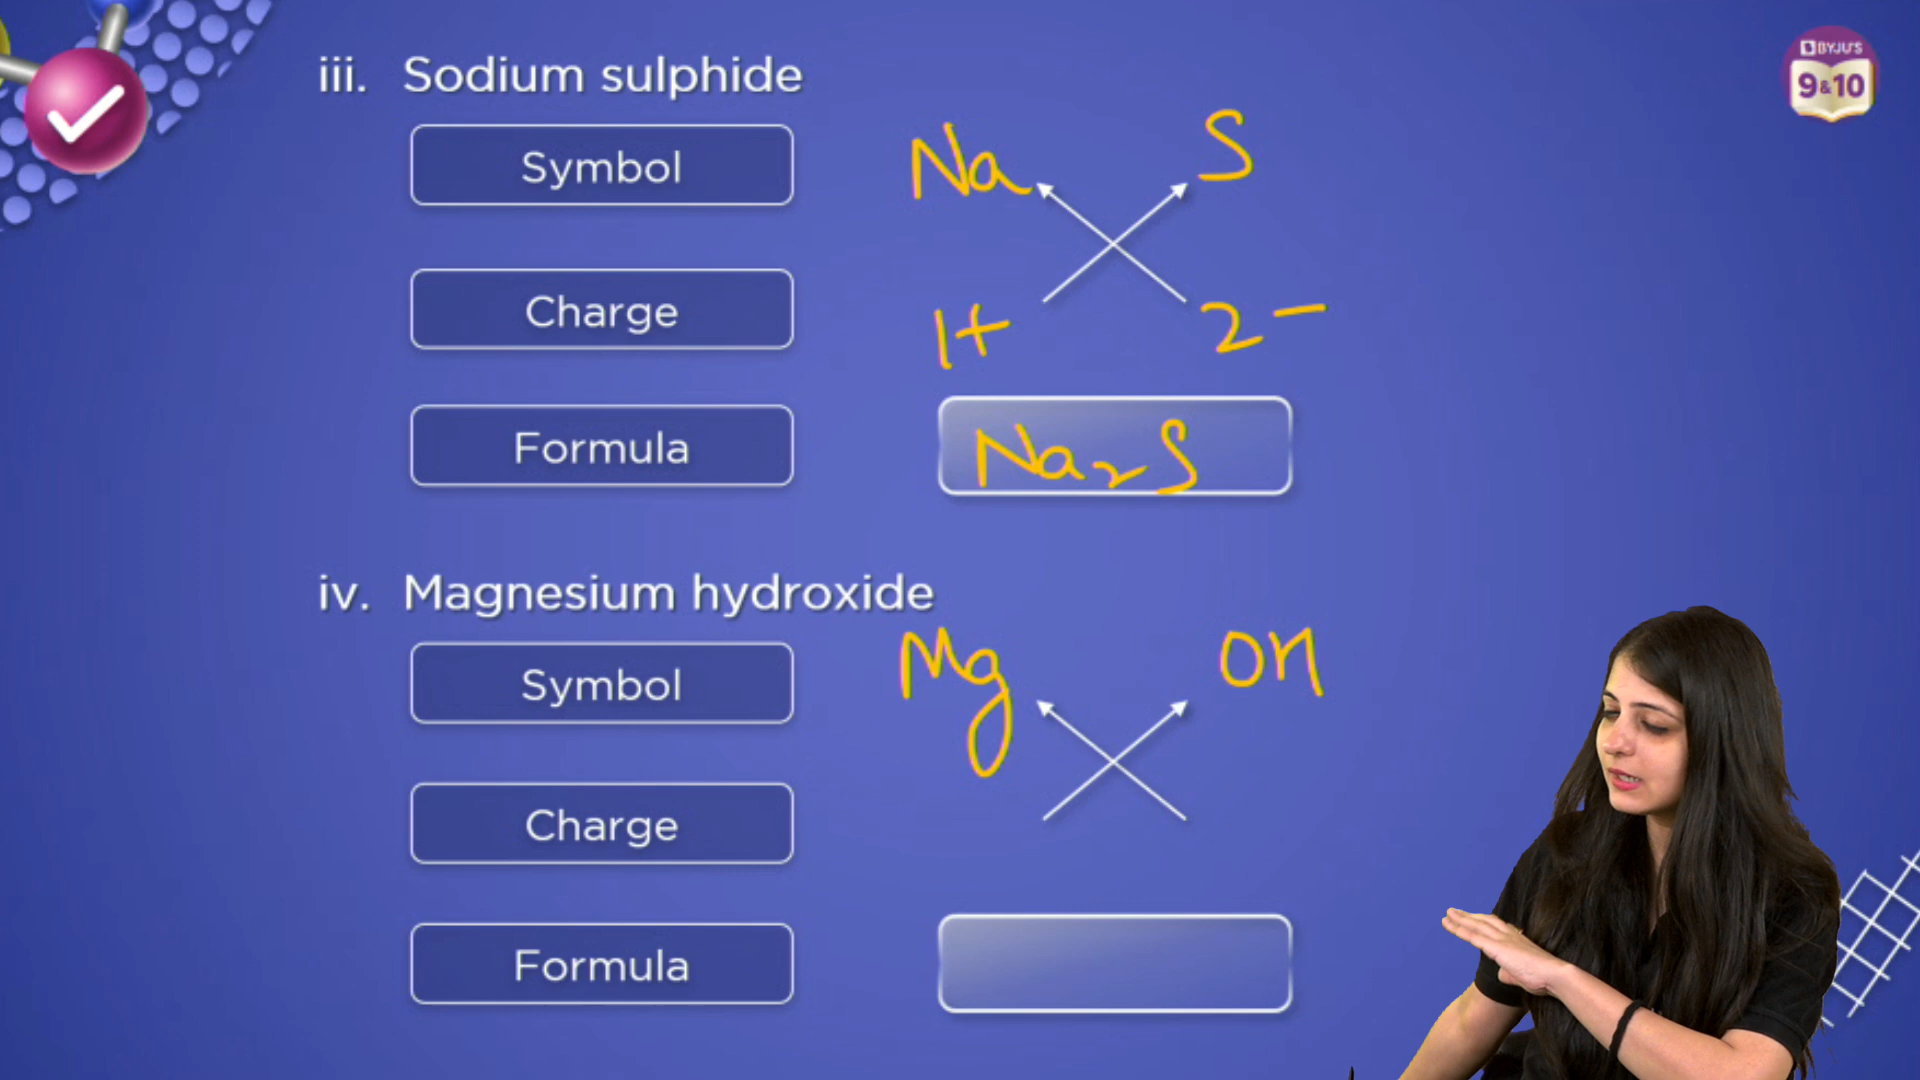 BYJU'S
9&10
iii. Sodium sulphide
Symbol Na S
Charge 1+ 2-
Formula Na₂S
iv. Magnesium hydroxide
Symbol Mg OH
Charge
Formula